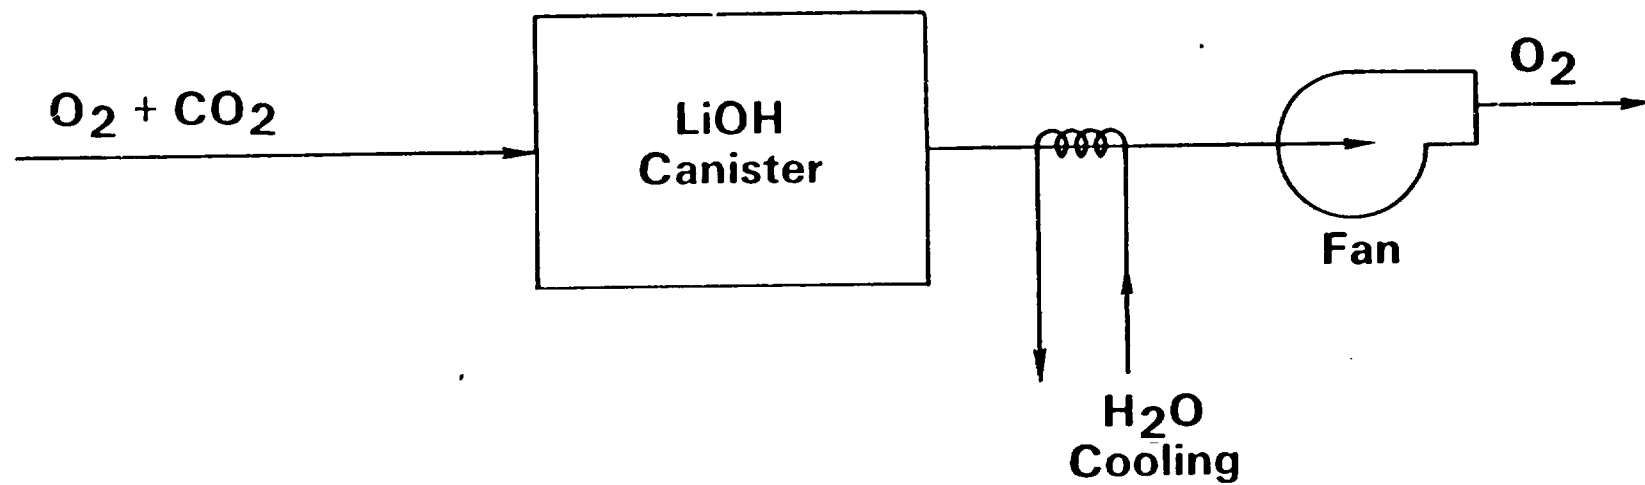 O2 + CO2
LiOH
Canister
O2
Fan
H2O
Cooling